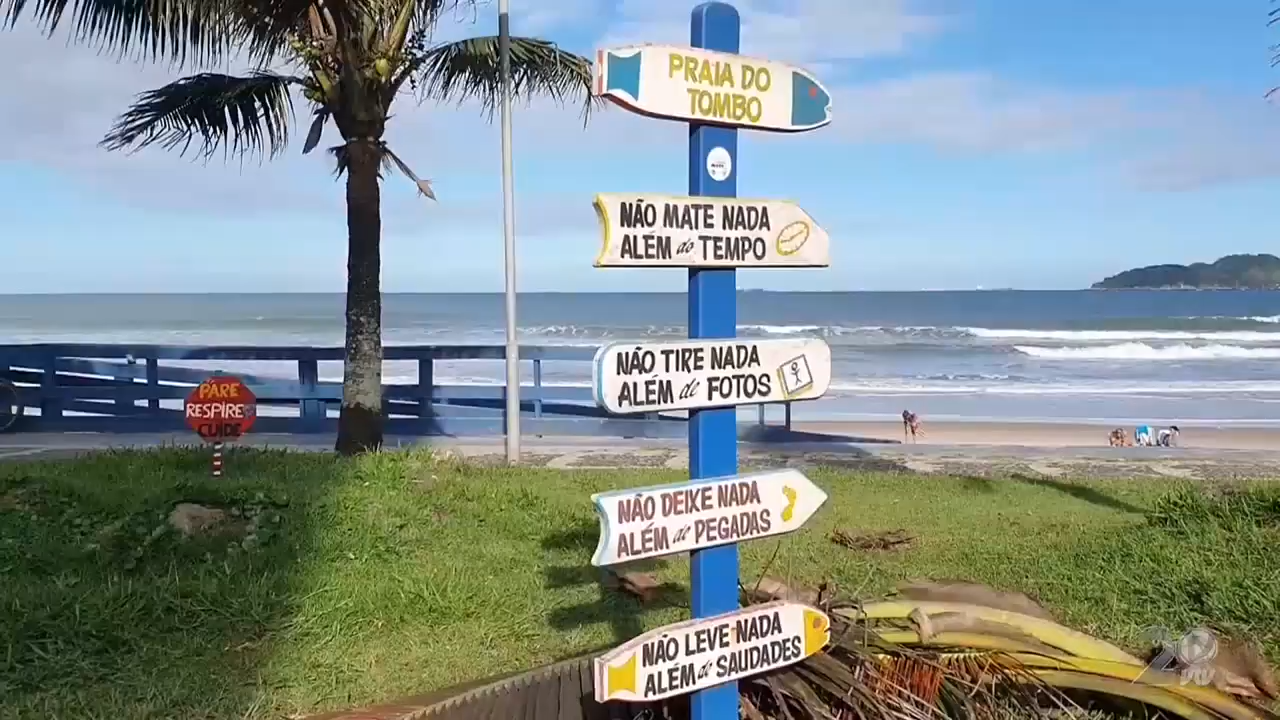 PRAIA DO
TOMBO
NÃO MATE NADA
ALÉM do TEMPO
NÃO TIRE NADA
ALÉM de FOTOS
PARE
RESPIRE
CUIDE
NÃO DEIXE NADA
ALÉM de PEGADAS
NÃO LEVE NADA
ALÉM de SAUDADES